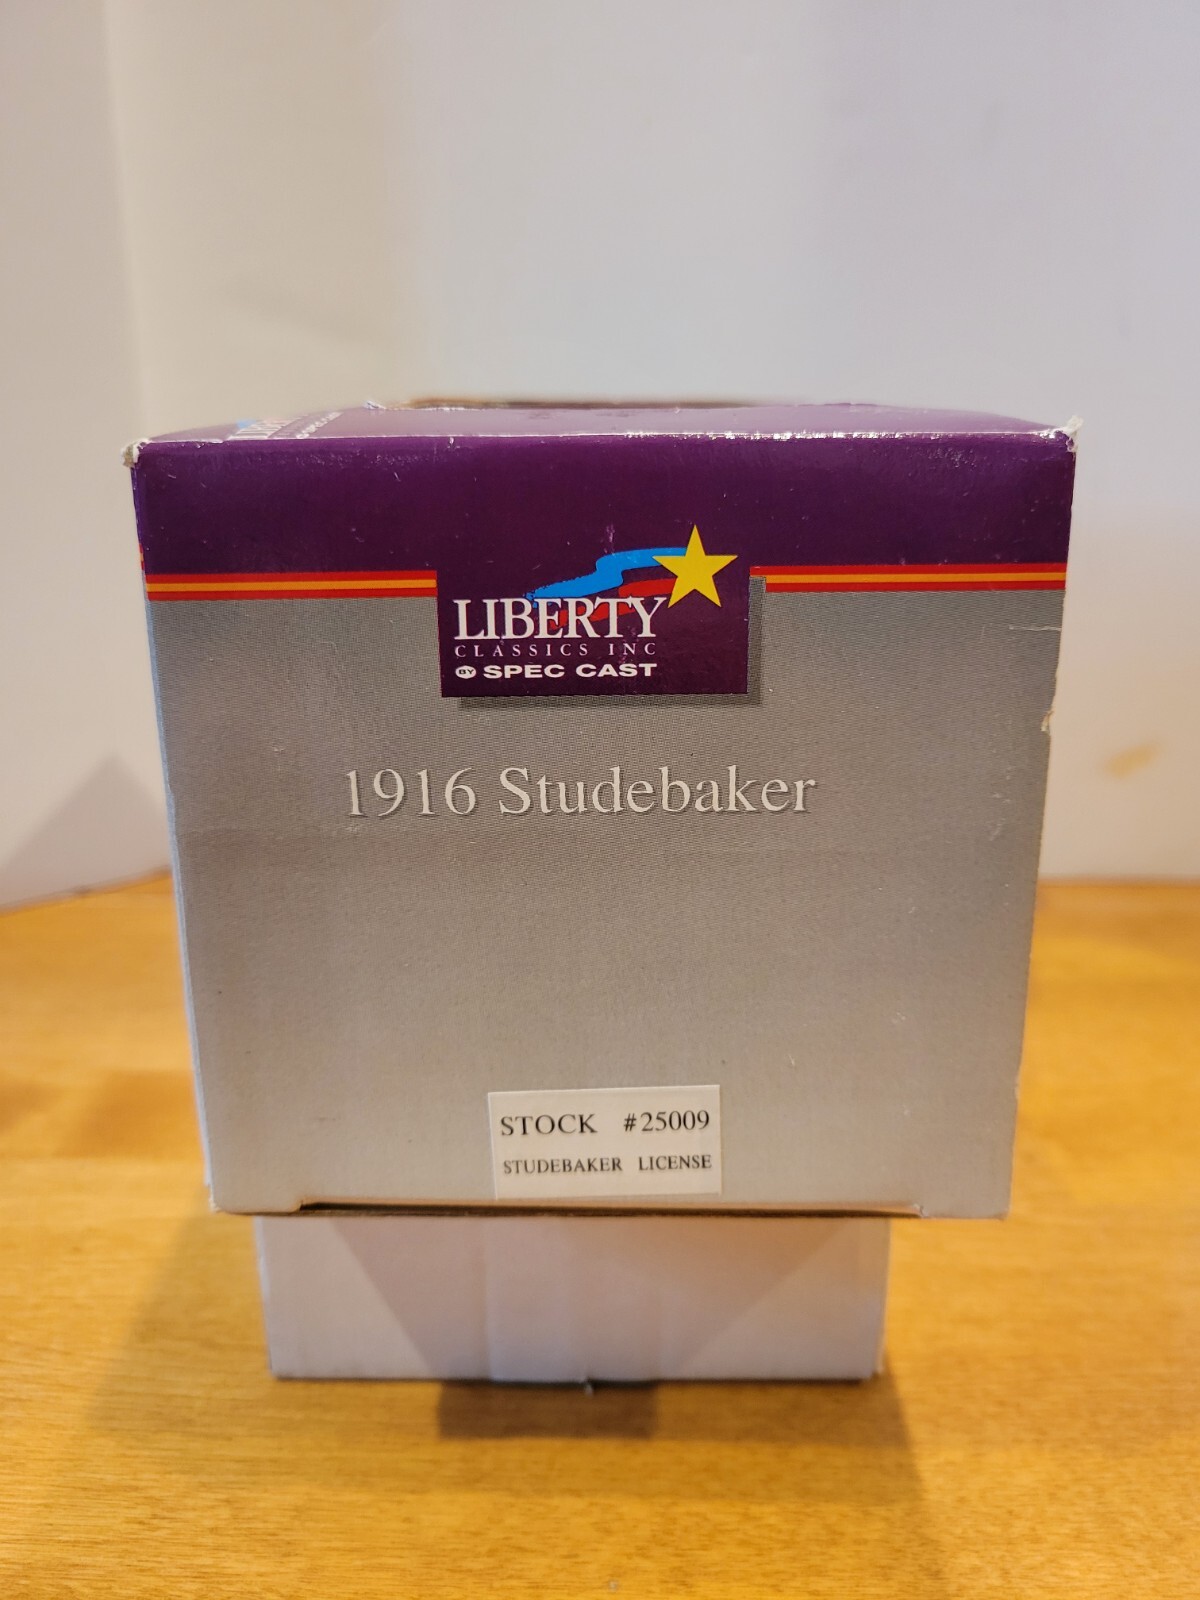 LIBERTY
CLASSICS INC
BY SPEC CAST
1916 Studebaker
STOCK #25009
STUDEBAKER LICENSE